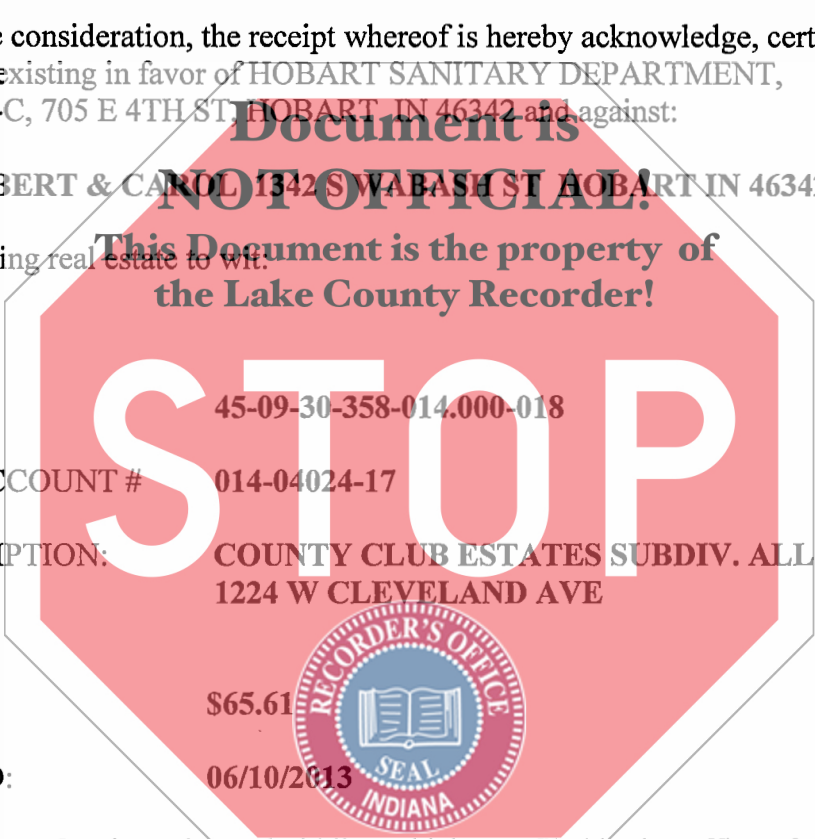 consideration, the receipt whereof is hereby acknowledge, cert
existing in favor of HOBART SANITARY DEPARTMENT,
-C, 705 E 4TH ST, HOBART, IN 46342 and against:
Document is
BERT & CAROL 1342 S WABASH ST HOBART IN 4634
NOT OFFICIAL!
ing real estate to wit:
This Document is the property of
the Lake County Recorder!
STOP
45-09-30-358-014.000-018
CCOUNT # 014-04024-17
PTION: COUNTY CLUB ESTATES SUBDIV. ALL
1224 W CLEVELAND AVE
RECORDER'S OFFICE
$65.61
SEAL
06/10/2013
INDIANA